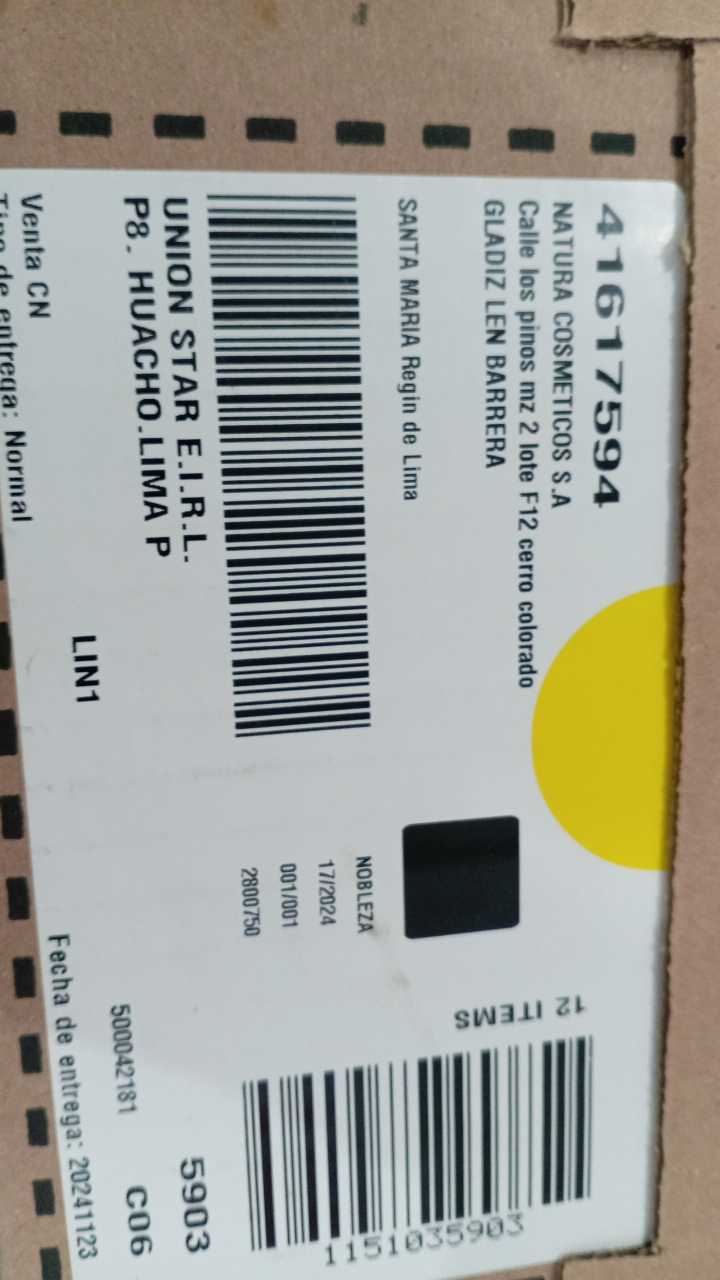 41617594
NATURA COSMETICOS S.A
Calle los pinos mz 2 lote F12 cerro colorado
GLADIZ LEN BARRERA
SANTA MARIA Regin de Lima
UNION STAR E.I.R.L.
P8. HUACHO.LIMA P
LIN1
Venta CN
Tipo de entrega: Normal
NOBLEZA
17/2024
001/001
2800750
12 ITEMS
1151035903
5903
500042181
C06
Fecha de entrega: 20241123